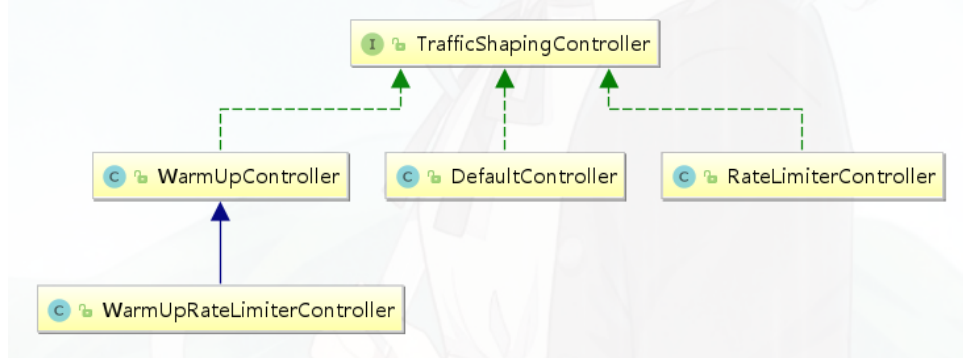 I TrafficShapingController
C WarmUpController
C DefaultController
C RateLimiterController
C WarmUpRateLimiterController